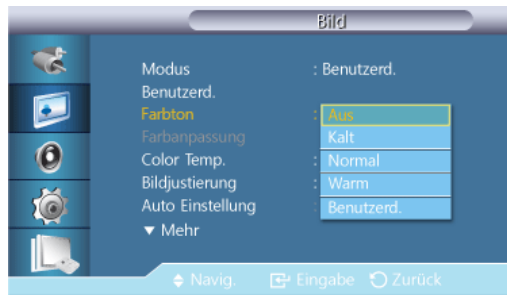 Bild
Modus : Benutzerd.
Benutzerd.
Farbton : Aus
Farbanpassung Kalt
Color Temp. : Normal
Bildjustierung : Warm
Auto Einstellung : Benutzerd.
▼ Mehr
Navig. Eingabe Zurück